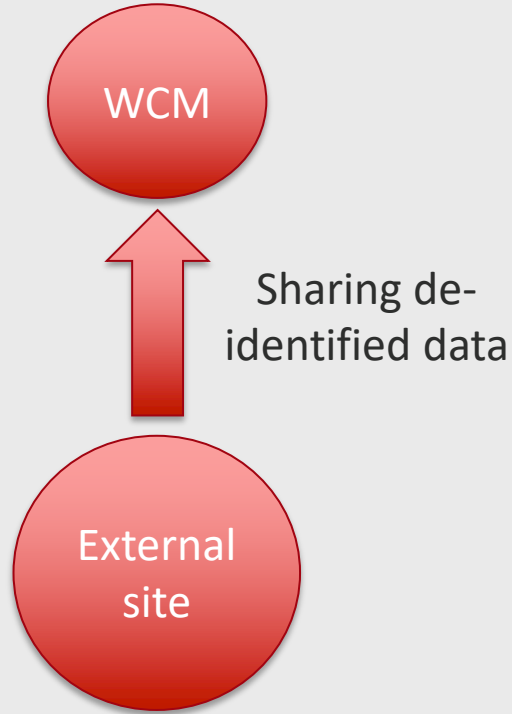 WCM
Sharing de-
identified data
External
site